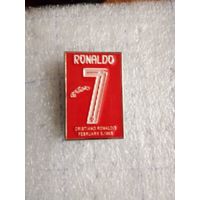 RONALDO
7
CRISTIANO RONALDO
FEBRUARY 5, 1985